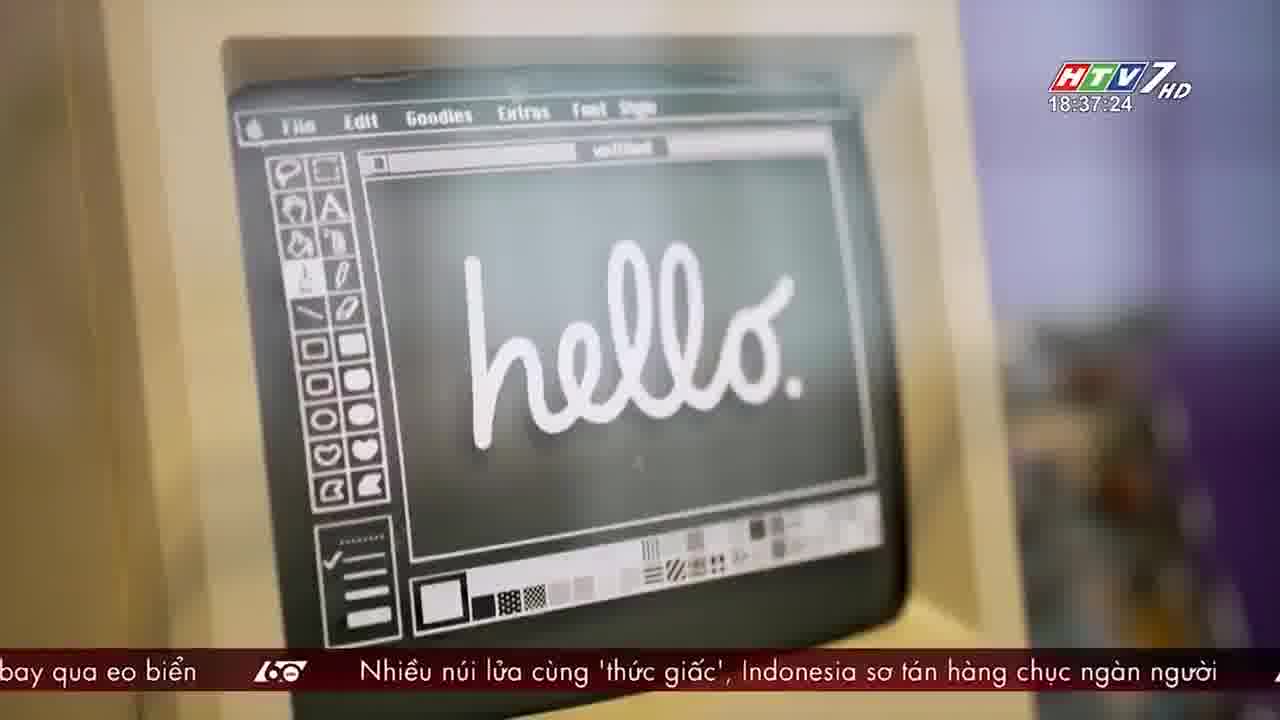 HTV7 HD
18:37:24
File Edit Goodies Extras Font Style
untitled
A
hello.
bay qua eo biển 60 Nhiều núi lửa cùng 'thức giấc', Indonesia sơ tán hàng chục ngàn người